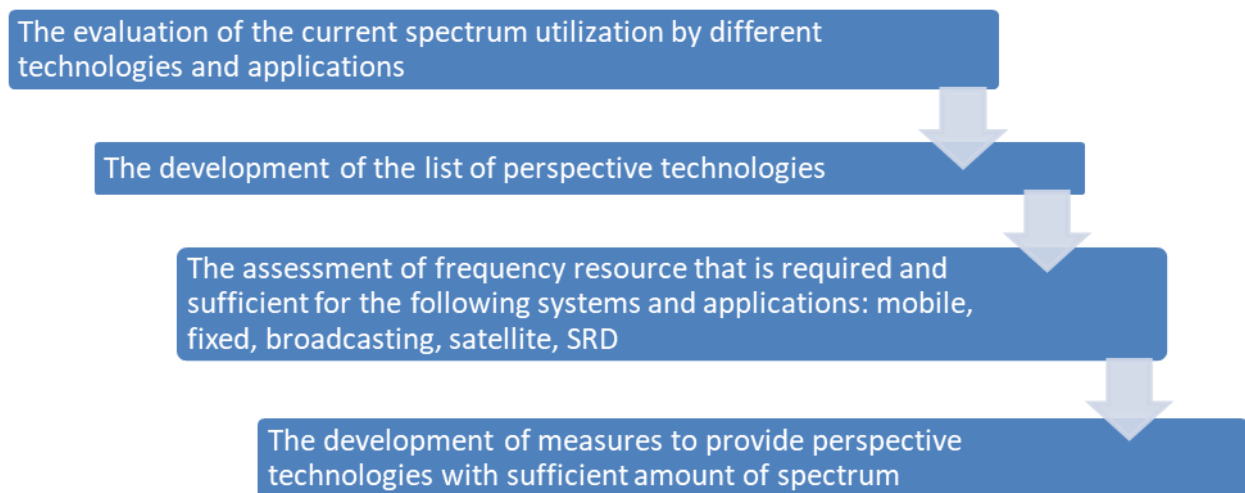 The evaluation of the current spectrum utilization by different
technologies and applications
The development of the list of perspective technologies
The assessment of frequency resource that is required and
sufficient for the following systems and applications: mobile,
fixed, broadcasting, satellite, SRD
The development of measures to provide perspective
technologies with sufficient amount of spectrum